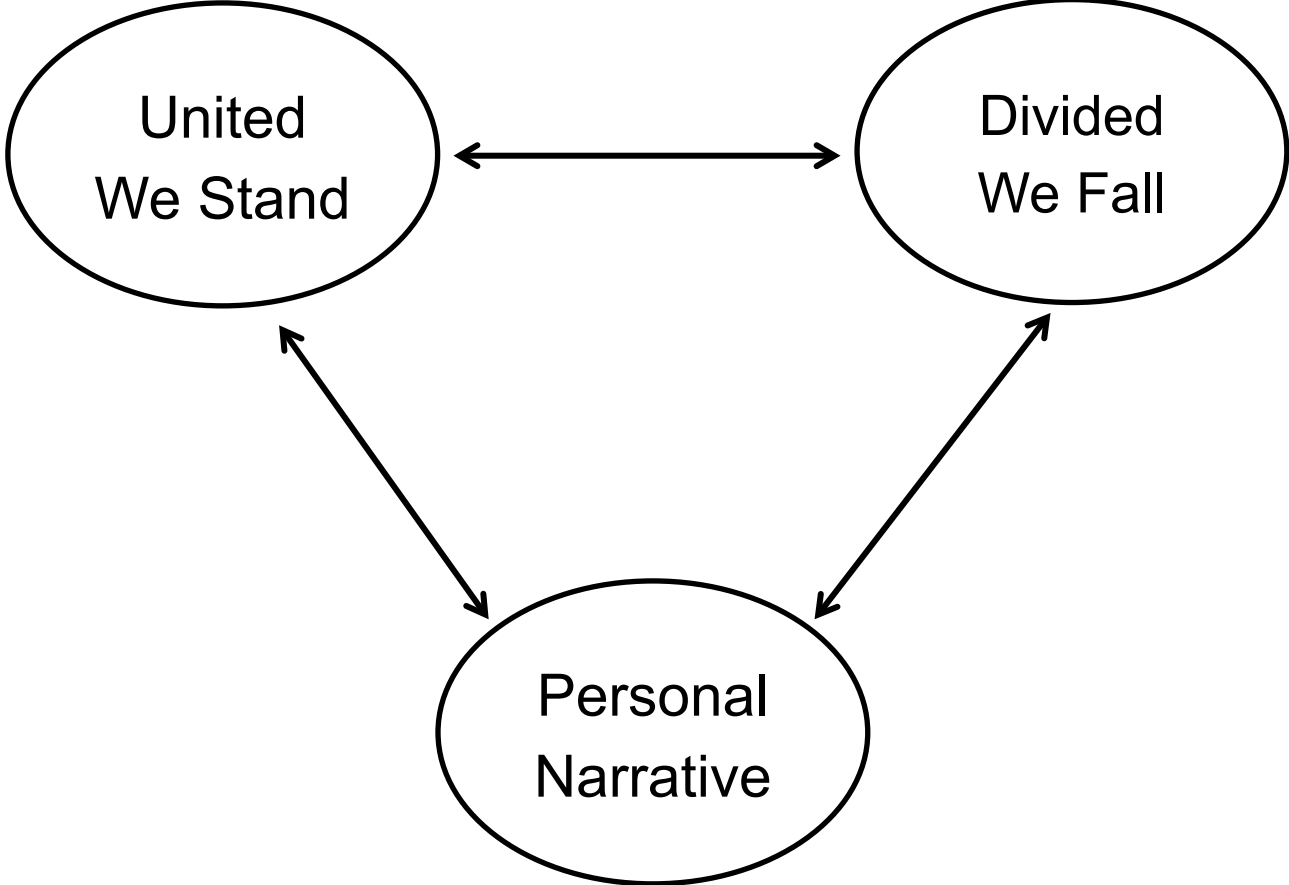 United
We Stand
Divided
We Fall
Personal
Narrative